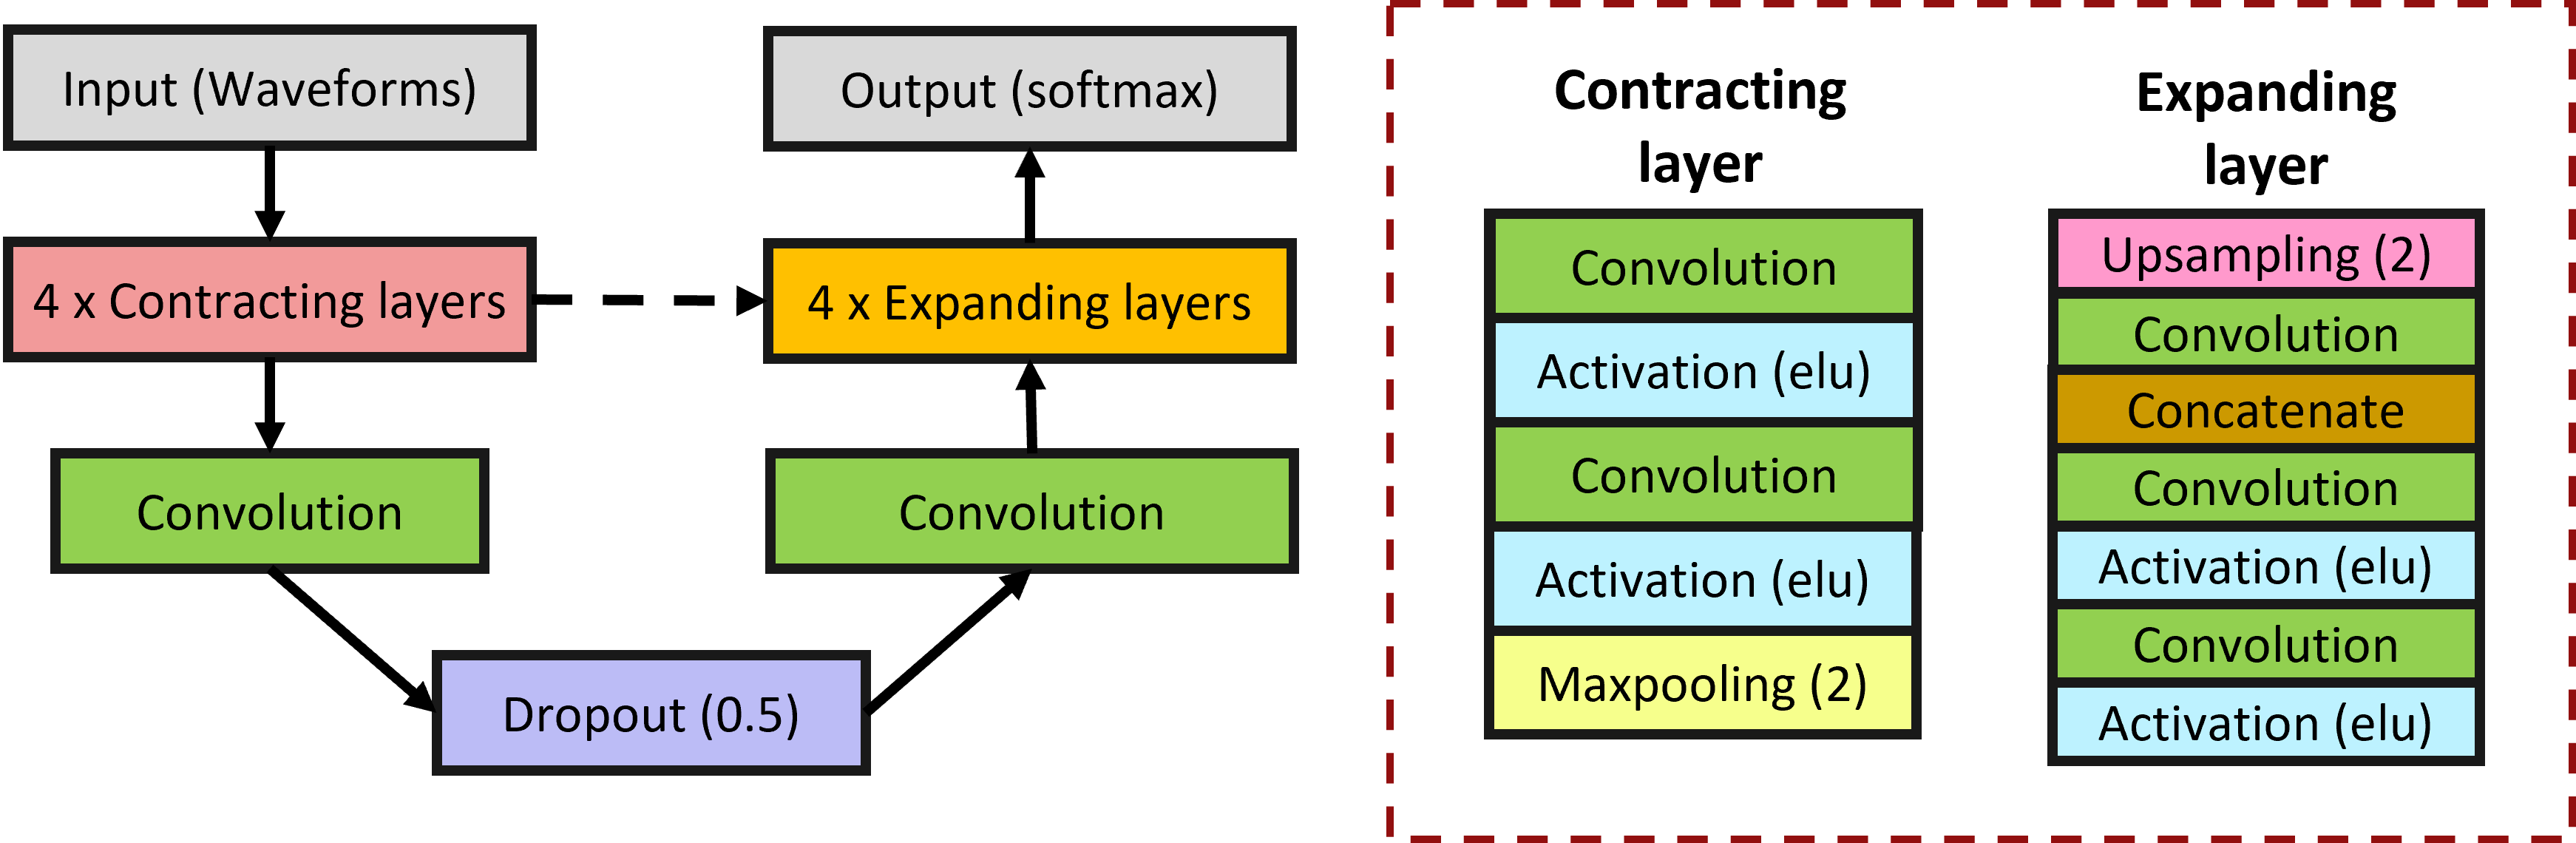 Input (Waveforms)
4 x Contracting layers
Convolution
Dropout (0.5)
Convolution
4 x Expanding layers
Output (softmax)
Contracting
layer
Convolution
Activation (elu)
Convolution
Activation (elu)
Maxpooling (2)
Expanding
layer
Upsampling (2)
Convolution
Concatenate
Convolution
Activation (elu)
Convolution
Activation (elu)